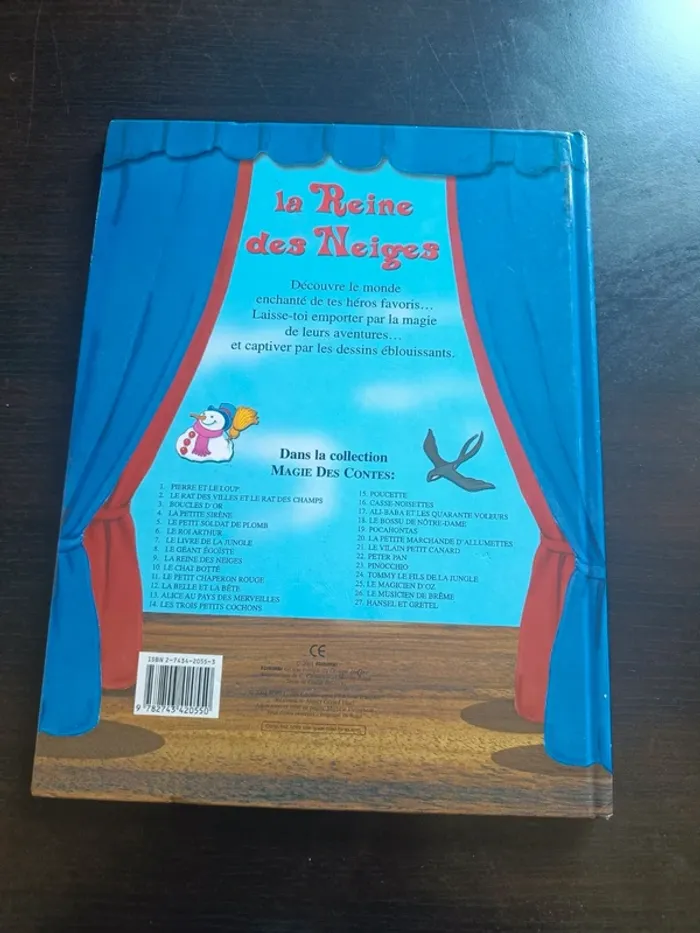 la Reine
des Neiges
Découvre le monde
enchanté de tes héros favoris...
Laisse-toi emporter par la magie
de leurs aventures...
et captiver par les dessins éblouissants.
Dans la collection
MAGIE DES CONTES:
1. PIERRE ET LE LOUP
2. LE RAT DES VILLES ET LE RAT DES CHAMPS
3. BOUCLES D'OR
4. LA PETITE SIRÈNE
5. LE PETIT SOLDAT DE PLOMB
6. LE ROI ARTHUR
7. LE LIVRE DE LA JUNGLE
8. LE GÉANT ÉGOÏSTE
9. LA REINE DES NEIGES
10. LE CHAT BOTTÉ
11. LE PETIT CHAPERON ROUGE
12. LA BELLE ET LA BÊTE
13. ALICE AU PAYS DES MERVEILLES
14. LES TROIS PETITS COCHONS
15. POUCETTE
16. CASSE-NOISETTES
17. ALI-BABA ET LES QUARANTE VOLEURS
18. LE BOSSU DE NÔTRE-DAME
19. POCAHONTAS
20. LA PETITE MARCHANDE D'ALLUMETTES
21. LE VILAIN PETIT CANARD
22. PETER PAN
23. PINOCCHIO
24. TOMMY LE FILS DE LA JUNGLE
25. LE MAGICIEN D'OZ
26. LE MUSICIEN DE BRÊME
27. HANSEL ET GRETEL
CE
ISBN 2-7434-2055-3
9 782743 420550